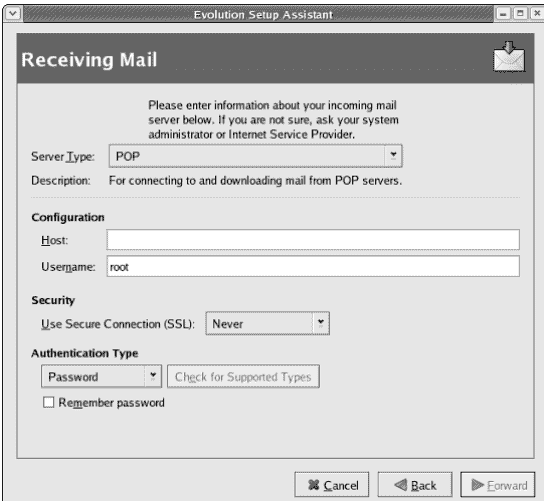 Evolution Setup Assistant
Receiving Mail
Please enter information about your incoming mail
server below. If you are not sure, ask your system
administrator or Internet Service Provider.
Server Type: POP
Description: For connecting to and downloading mail from POP servers.
Configuration
Host:
Username: root
Security
Use Secure Connection (SSL): Never
Authentication Type
Password Check for Supported Types
Remember password
Cancel Back Forward